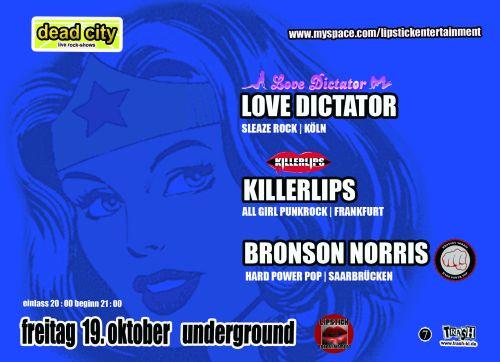 dead city
live rock-shows
www.myspace.com/lipstickentertainment
A Love Dictator
LOVE DICTATOR
SLEAZE ROCK | KÖLN
KILLERLIPS
KILLERLIPS
ALL GIRL PUNKROCK | FRANKFURT
BRONSON NORRIS
HARD POWER POP | SAARBRÜCKEN
einlass 20 : 00 beginn 21 : 00
freitag 19. oktober underground
LIPSTICK
7
TRASH